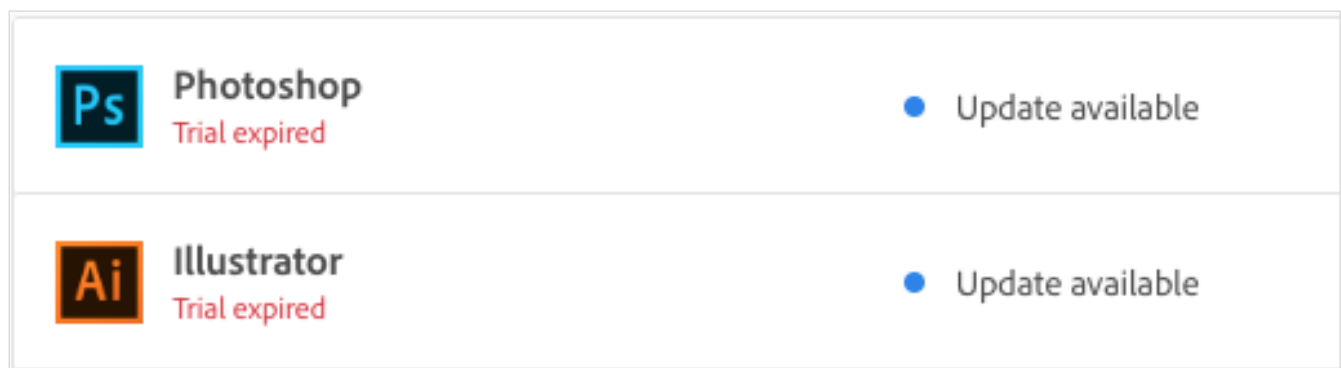 Ps
Photoshop
Trial expired
Update available
Ai
Illustrator
Trial expired
Update available